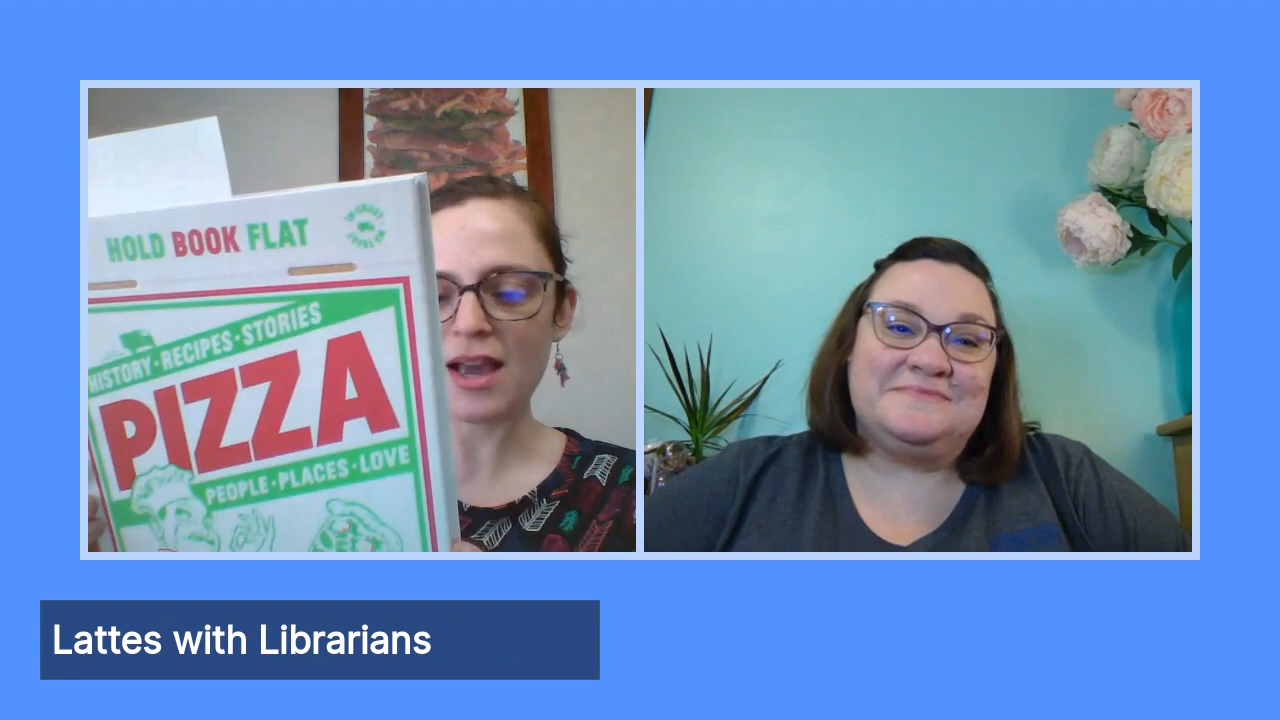 HOLD BOOK FLAT
HISTORY·RECIPES·STORIES
PIZZA
PEOPLE·PLACES·LOVE
Lattes with Librarians